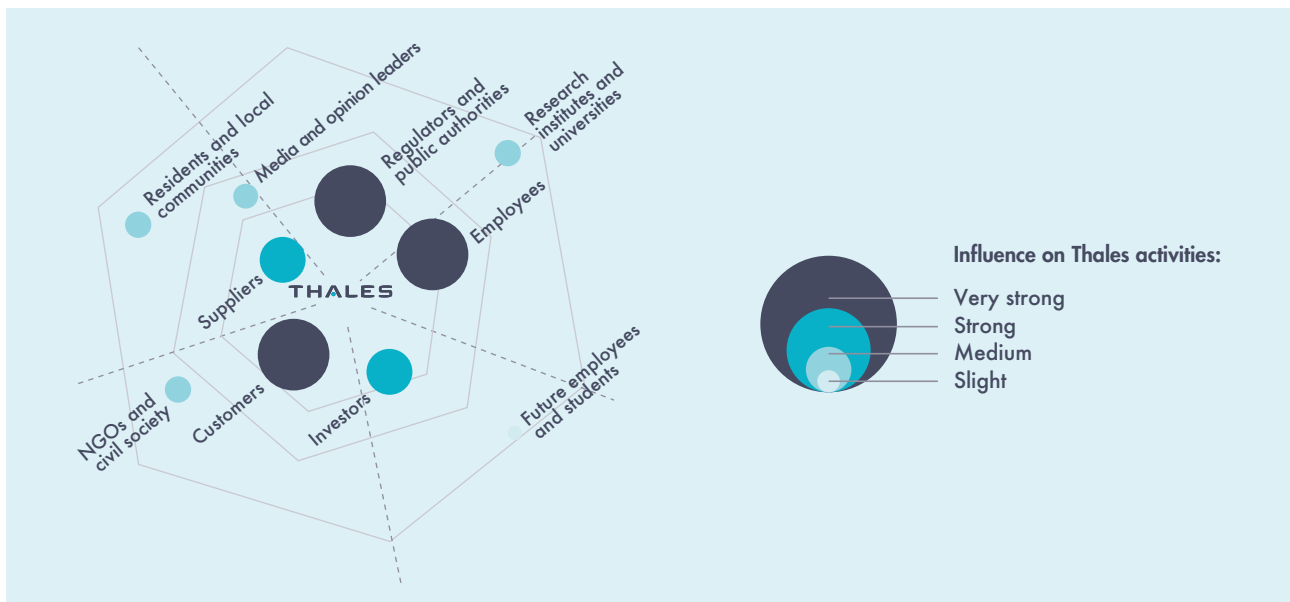 Residents and local
communities
Media and opinion leaders
Regulators and
public authorities
Research
institutes and
universities
Employees
Suppliers
THALES
NGOs and
civil society
Customers
Investors
Future employees
and students
Influence on Thales activities:
Very strong
Strong
Medium
Slight